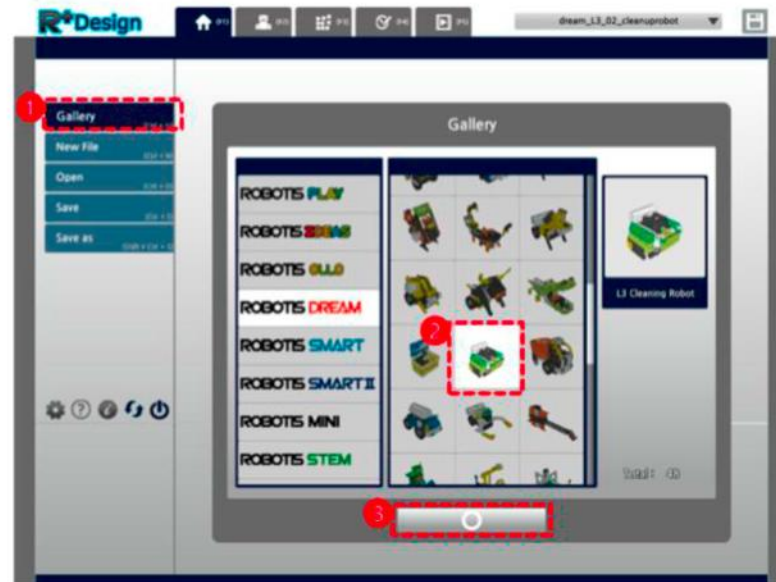 R+Design
(F1)
dream_L3_02_cleanuprobot
1
Gallery
New File
Open
Save
Save as
Gallery
ROBOTIS PLAY
ROBOTIS IDEAS
ROBOTIS OLLO
ROBOTIS DREAM
ROBOTIS SMART
ROBOTIS SMART II
ROBOTIS MINI
ROBOTIS STEM
2
L3 Cleaning Robot
3